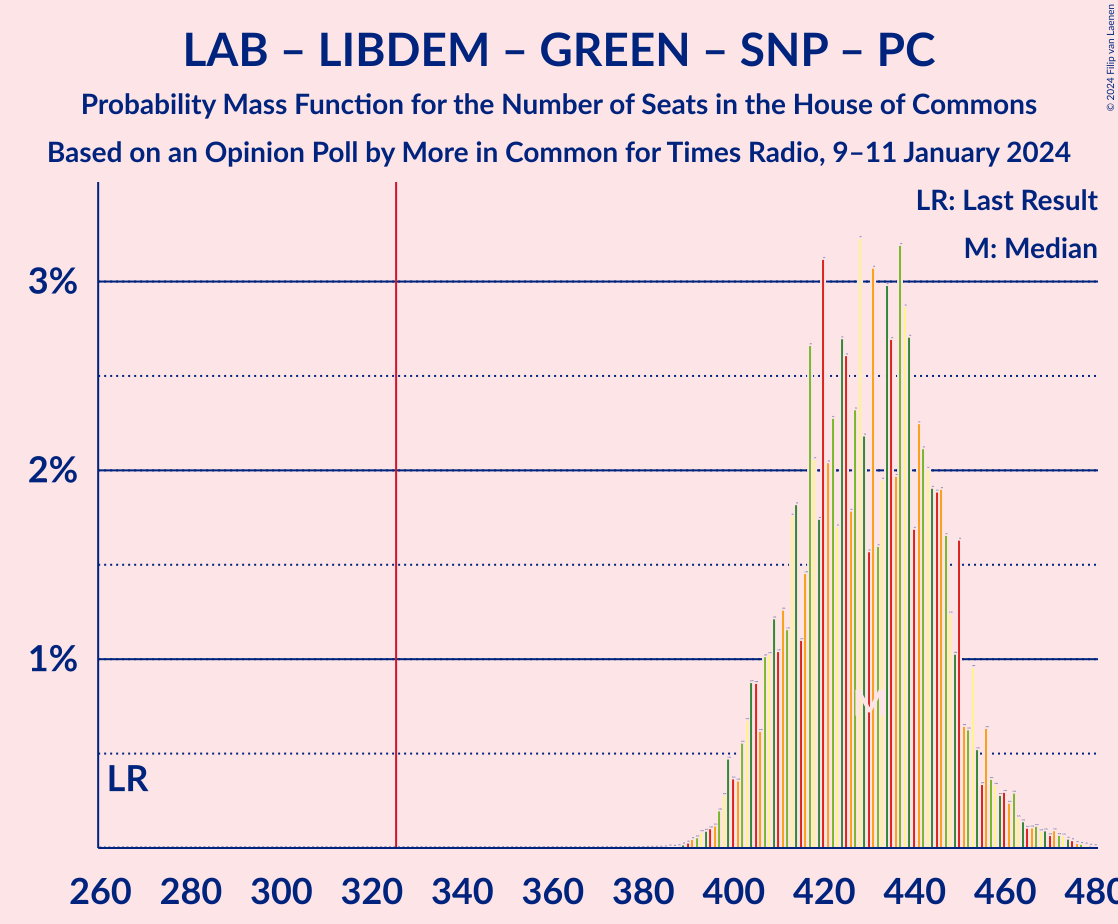 LAB – LIBDEM – GREEN – SNP – PC
Probability Mass Function for the Number of Seats in the House of Commons
Based on an Opinion Poll by More in Common for Times Radio, 9–11 January 2024
© 2024 Filip van Laenen
LR: Last Result
M: Median
3%
2%
1%
M
LR
260 280 300 320 340 360 380 400 420 440 460 480